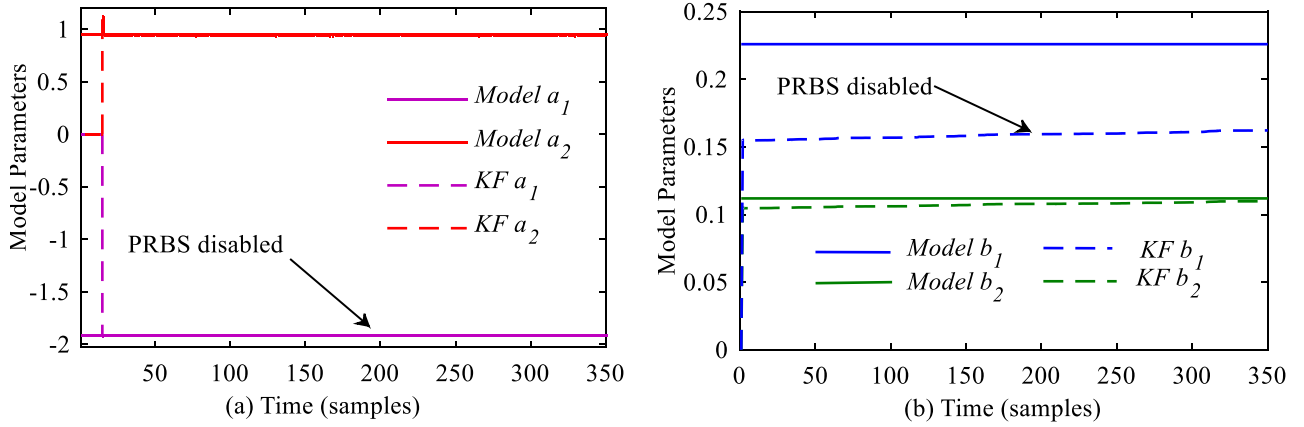 1
0.5
0
-0.5
-1
-1.5
-2
Model Parameters
Model a1
Model a2
KF a1
KF a2
PRBS disabled
50 100 150 200 250 300 350
(a) Time (samples)
0.25
0.2
0.15
0.1
0.05
0
Model Parameters
PRBS disabled
Model b1 KF b1
Model b2 KF b2
0 50 100 150 200 250 300 350
(b) Time (samples)